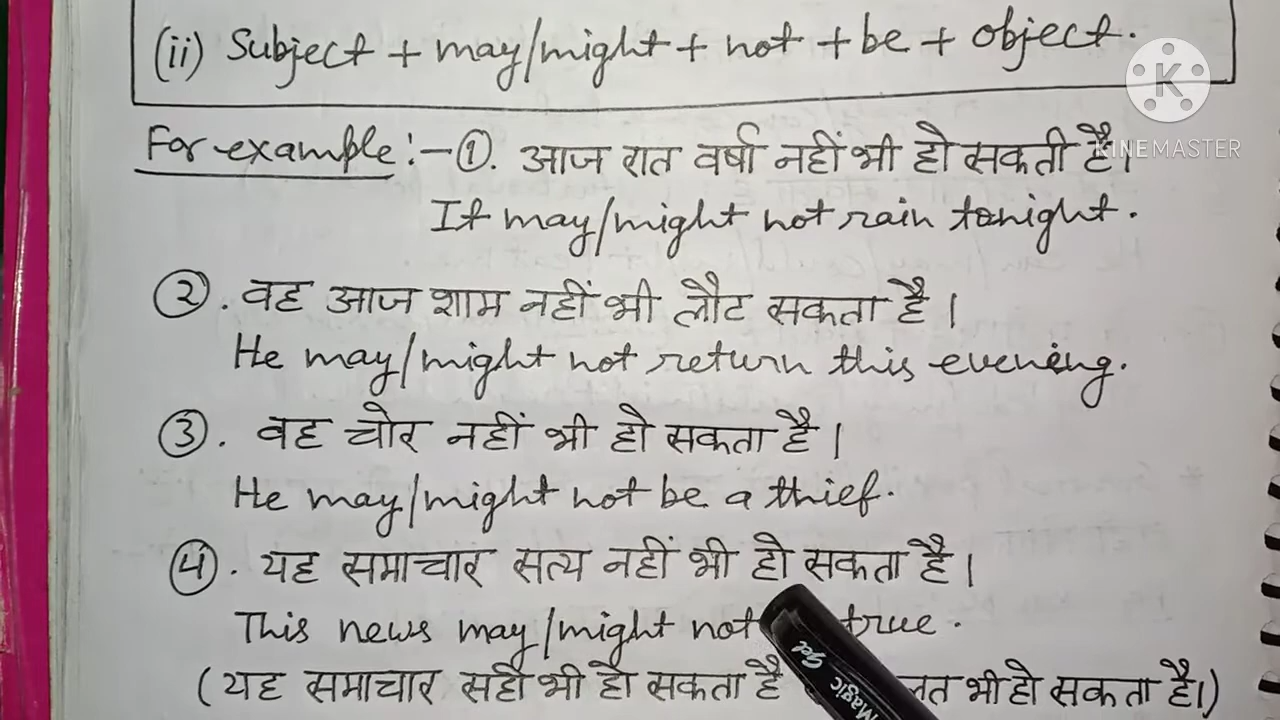 (ii) Subject + may/might + not + be + object.
For example:- ①. आज रात वर्षा नहीं भी हो सकती है।
It may/might not rain tonight.
②. वह आज शाम नहीं भी लौट सकता है।
He may/might not return this evening.
③. वह चोर नहीं भी हो सकता है।
He may/might not be a thief.
④. यह समाचार सत्य नहीं भी हो सकता है।
This news may/might not true.
(यह समाचार सही भी हो सकता है भी हो सकता है।)
K
KINEMASTER
Magic Gel